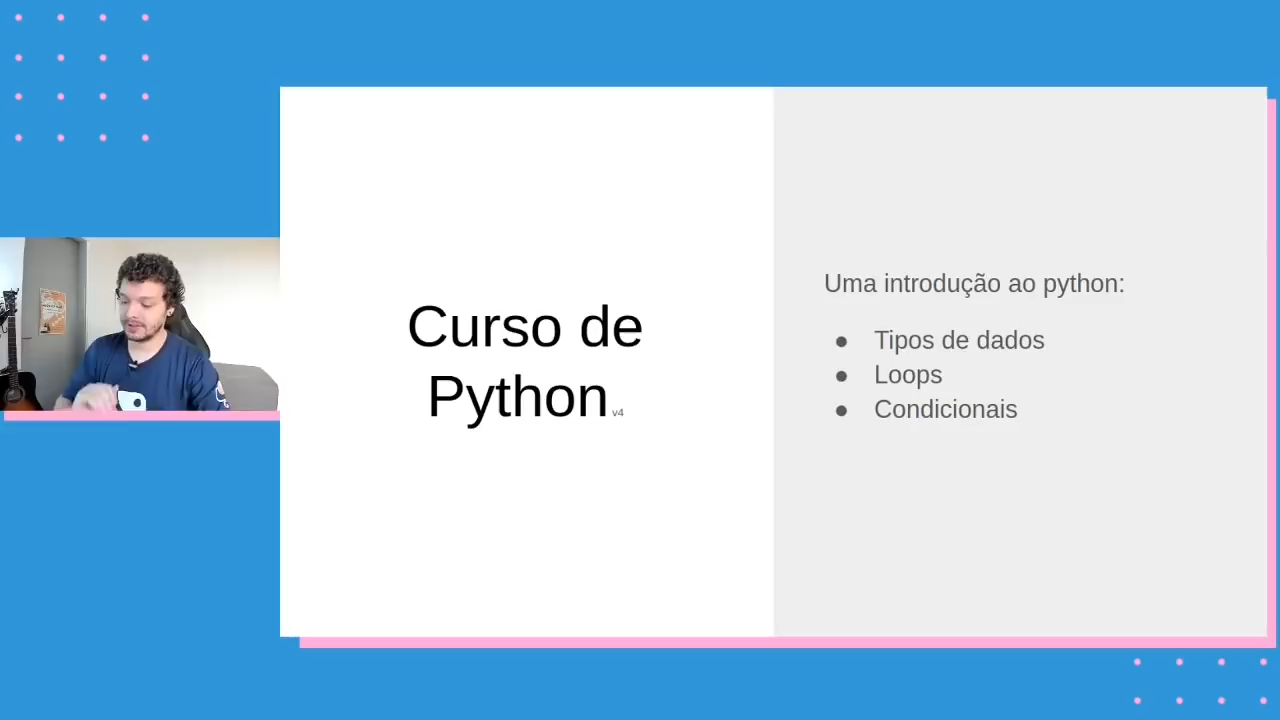 Curso de
Python v4
Uma introdução ao python:
● Tipos de dados
● Loops
● Condicionais